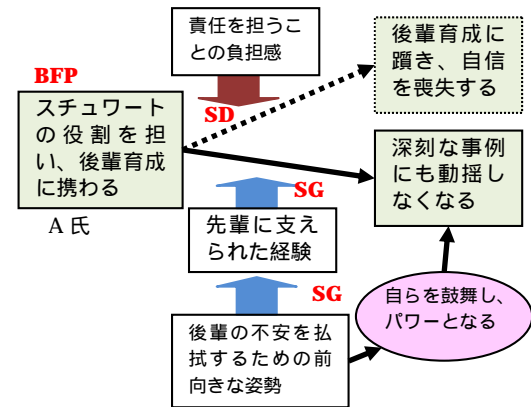 責任を担うこ
との負担感
後輩育成に
躓き、自信
を喪失する
BFP
SD
スチュワート
の役割を担
い、後輩育成
に携わる
深刻な事例
にも動揺し
なくなる
A 氏
SG
先輩に支え
られた経験
SG
自らを鼓舞し、
パワーとなる
後輩の不安を払
拭するための前
向きな姿勢